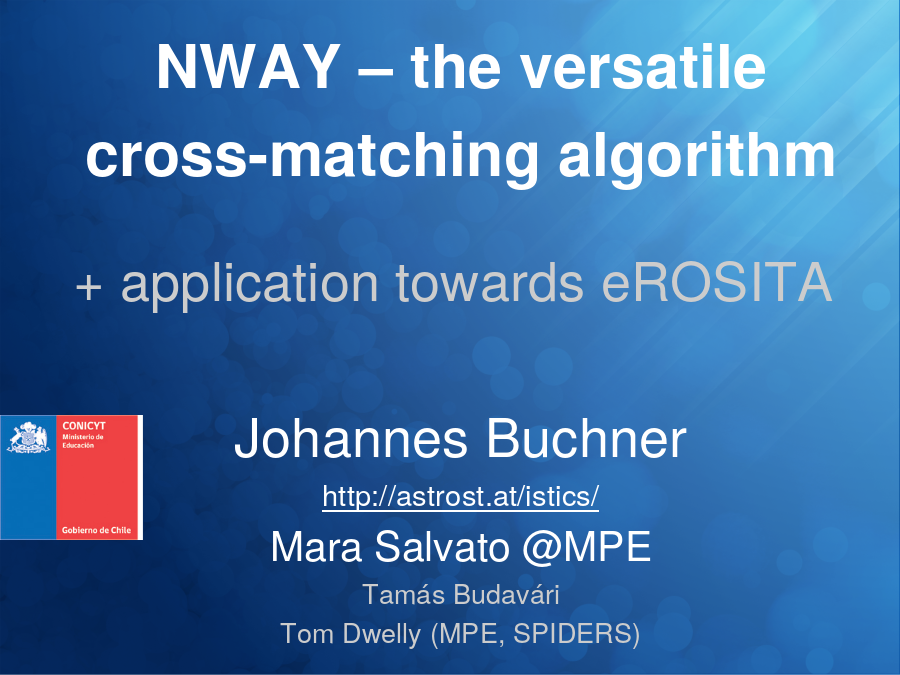 NWAY – the versatile
cross-matching algorithm
+ application towards eROSITA
CONICYT
Ministerio de
Educación
Gobierno de Chile
Johannes Buchner
http://astrost.at/istics/
Mara Salvato @MPE
Tamás Budavári
Tom Dwelly (MPE, SPIDERS)